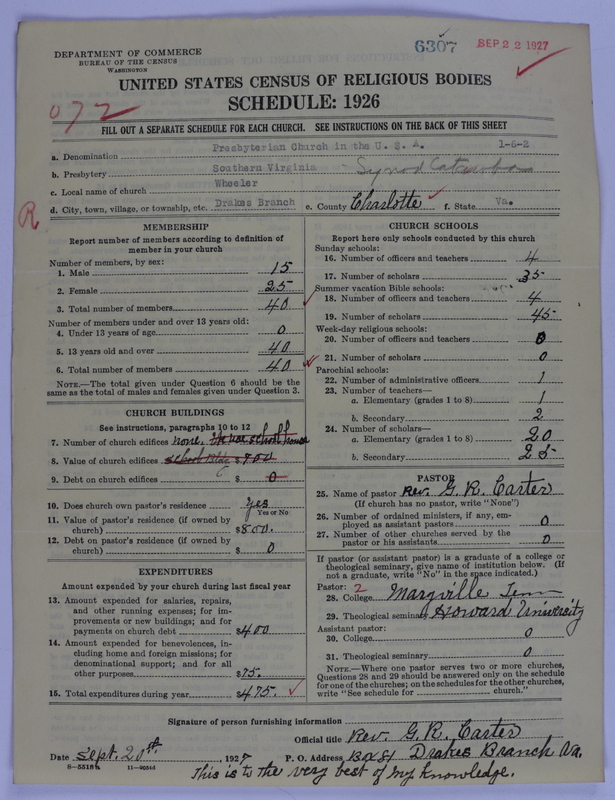 DEPARTMENT OF COMMERCE
BUREAU OF THE CENSUS
WASHINGTON
6307
SEP 22 1927
UNITED STATES CENSUS OF RELIGIOUS BODIES
SCHEDULE: 1926
072
FILL OUT A SEPARATE SCHEDULE FOR EACH CHURCH. SEE INSTRUCTIONS ON THE BACK OF THIS SHEET
a. Denomination Presbyterian Church in the U. S. A. 1-6-2
b. Presbytery Southern Virginia Synod Catawba
c. Local name of church Wheeler
d. City, town, village, or township, etc. Drakes Branch e. County Charlotte f. State Va.
R
MEMBERSHIP
Report number of members according to definition of
member in your church
Number of members, by sex:
1. Male 15
2. Female 25
3. Total number of members 40
Number of members under and over 13 years old:
4. Under 13 years of age 0
5. 13 years old and over 40
6. Total number of members 40
NOTE.—The total given under Question 6 should be the
same as the total of males and females given under Question 3.
CHURCH BUILDINGS
See instructions, paragraphs 10 to 12
7. Number of church edifices none. Use school house
8. Value of church edifices school Bldg. $700
9. Debt on church edifices $ 0
10. Does church own pastor's residence yes
Yes or No
11. Value of pastor's residence (if owned by
church) $800.
12. Debt on pastor's residence (if owned by
church) $ 0
EXPENDITURES
Amount expended by your church during last fiscal year
13. Amount expended for salaries, repairs,
and other running expenses; for im-
provements or new buildings; and for
payments on church debt $400
14. Amount expended for benevolences, in-
cluding home and foreign missions; for
denominational support; and for all
other purposes $75.
15. Total expenditures during year $475.
CHURCH SCHOOLS
Report here only schools conducted by this church
Sunday schools:
16. Number of officers and teachers 4
17. Number of scholars 35
Summer vacation Bible schools:
18. Number of officers and teachers 4
19. Number of scholars 45
Week-day religious schools:
20. Number of officers and teachers 0
21. Number of scholars 0
Parochial schools:
22. Number of administrative officers 1
23. Number of teachers—
a. Elementary (grades 1 to 8) 1
b. Secondary 2
24. Number of scholars—
a. Elementary (grades 1 to 8) 20
b. Secondary 25
PASTOR
25. Name of pastor Rev. G. R. Carter
(If church has no pastor, write "None")
26. Number of ordained ministers, if any, em-
ployed as assistant pastors 0
27. Number of other churches served by the
pastor or his assistants 0
If pastor (or assistant pastor) is a graduate of a college or
theological seminary, give name of institution below. (If
not a graduate, write "No" in the space indicated.)
Pastor: 2
28. College Maryville Tenn
29. Theological seminary Howard University
Assistant pastor:
30. College 0
31. Theological seminary 0
NOTE.—Where one pastor serves two or more churches,
Questions 28 and 29 should be answered only on the schedule
for one of the churches; on the schedules for the other churches,
write "See schedule for church."
Signature of person furnishing information
Official title Rev. G. R. Carter
Date Sept. 20th, 1927 P. O. Address Box 81 Drakes Branch Va.
8—5518a 11—9284d
This is to the very best of my knowledge.